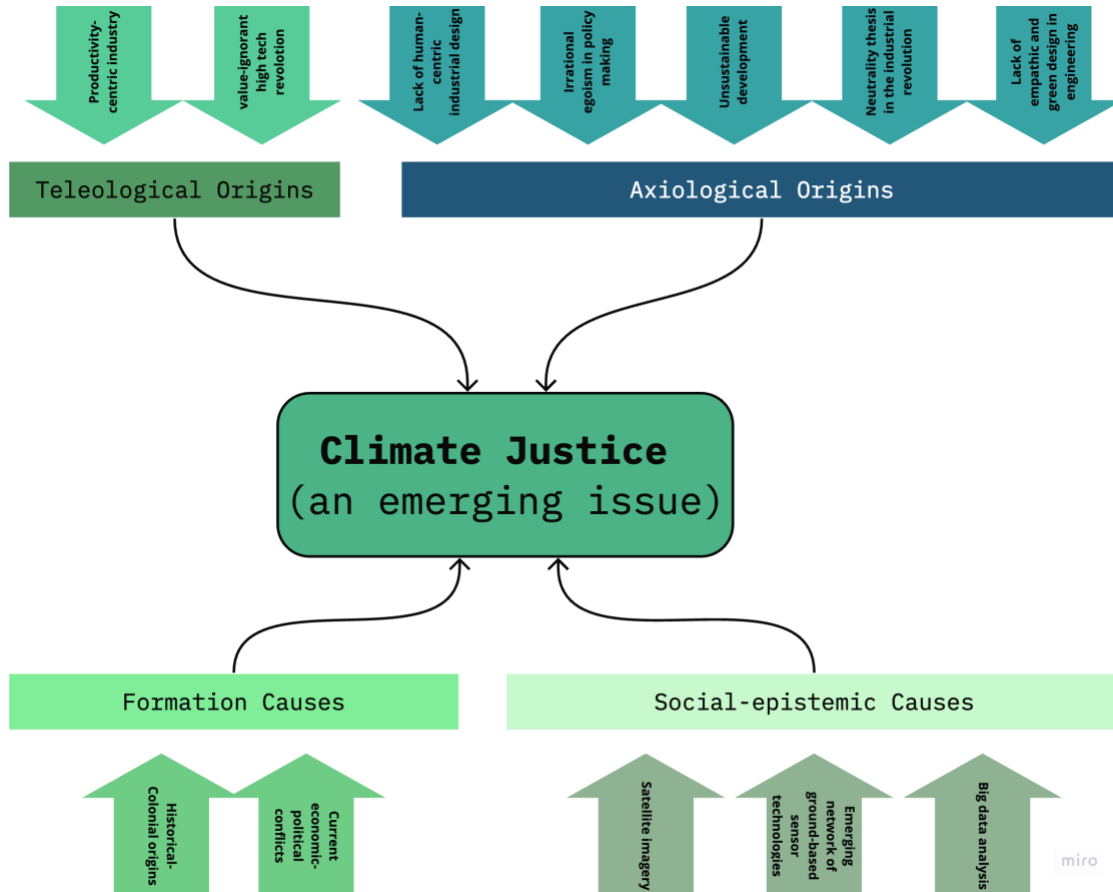 Productivity-
centric industry
value-ignorant
high tech
revolotion
Lack of human-
centric
industrial design
Irrational
egoism in policy
making
Unsustainable
development
Neutrality thesis
in the industrial
revolution
Lack of
empathic and
green design in
engineering
Teleological Origins
Axiological Origins
Climate Justice
(an emerging issue)
Formation Causes
Social-epistemic Causes
Historical-
Colonial origins
Current
economic-
political
conflicts
Satellite imagery
Emerging
network of
ground-based
sensor
technologies
Big data analysis
miro